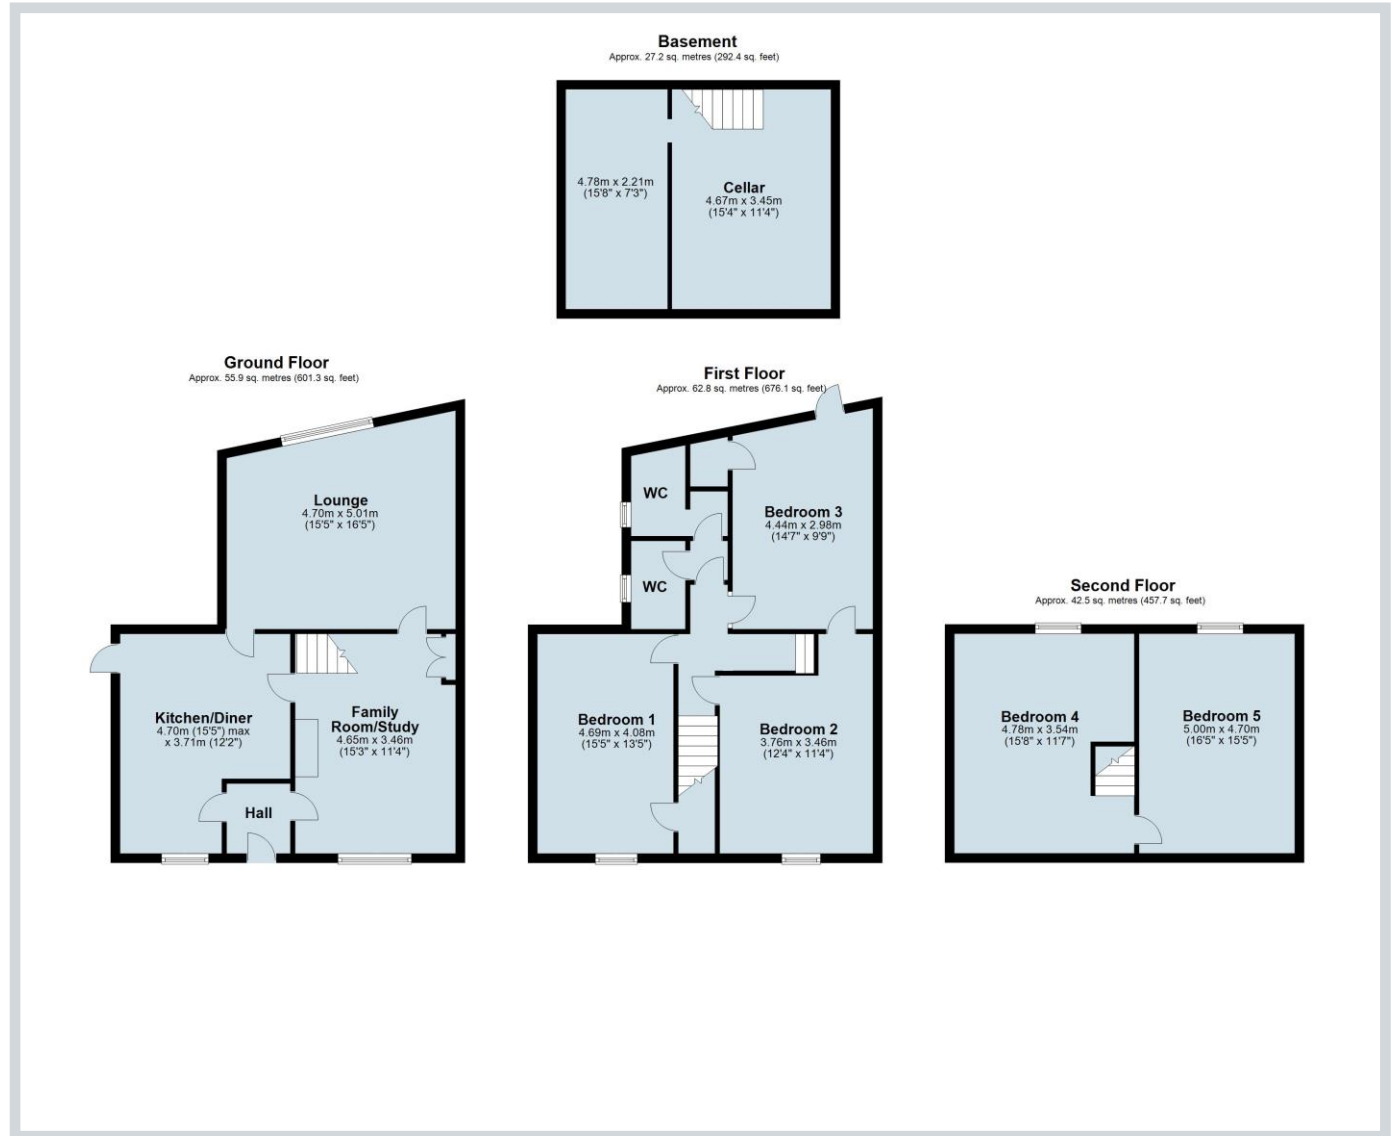 Basement
Approx. 27.2 sq. metres (292.4 sq. feet)
4.78m x 2.21m
(15'8" x 7'3")
Cellar
4.67m x 3.45m
(15'4" x 11'4")
Ground Floor
Approx. 55.9 sq. metres (601.3 sq. feet)
Lounge
4.70m x 5.01m
(15'5" x 16'5")
Kitchen/Diner
4.70m (15'5") max
x 3.71m (12'2")
Family
Room/Study
4.65m x 3.46m
(15'3" x 11'4")
Hall
First Floor
Approx. 62.8 sq. metres (676.1 sq. feet)
WC
Bedroom 3
4.44m x 2.98m
(14'7" x 9'9")
WC
Bedroom 1
4.69m x 4.08m
(15'5" x 13'5")
Bedroom 2
3.76m x 3.46m
(12'4" x 11'4")
Second Floor
Approx. 42.5 sq. metres (457.7 sq. feet)
Bedroom 4
4.78m x 3.54m
(15'8" x 11'7")
Bedroom 5
5.00m x 4.70m
(16'5" x 15'5")